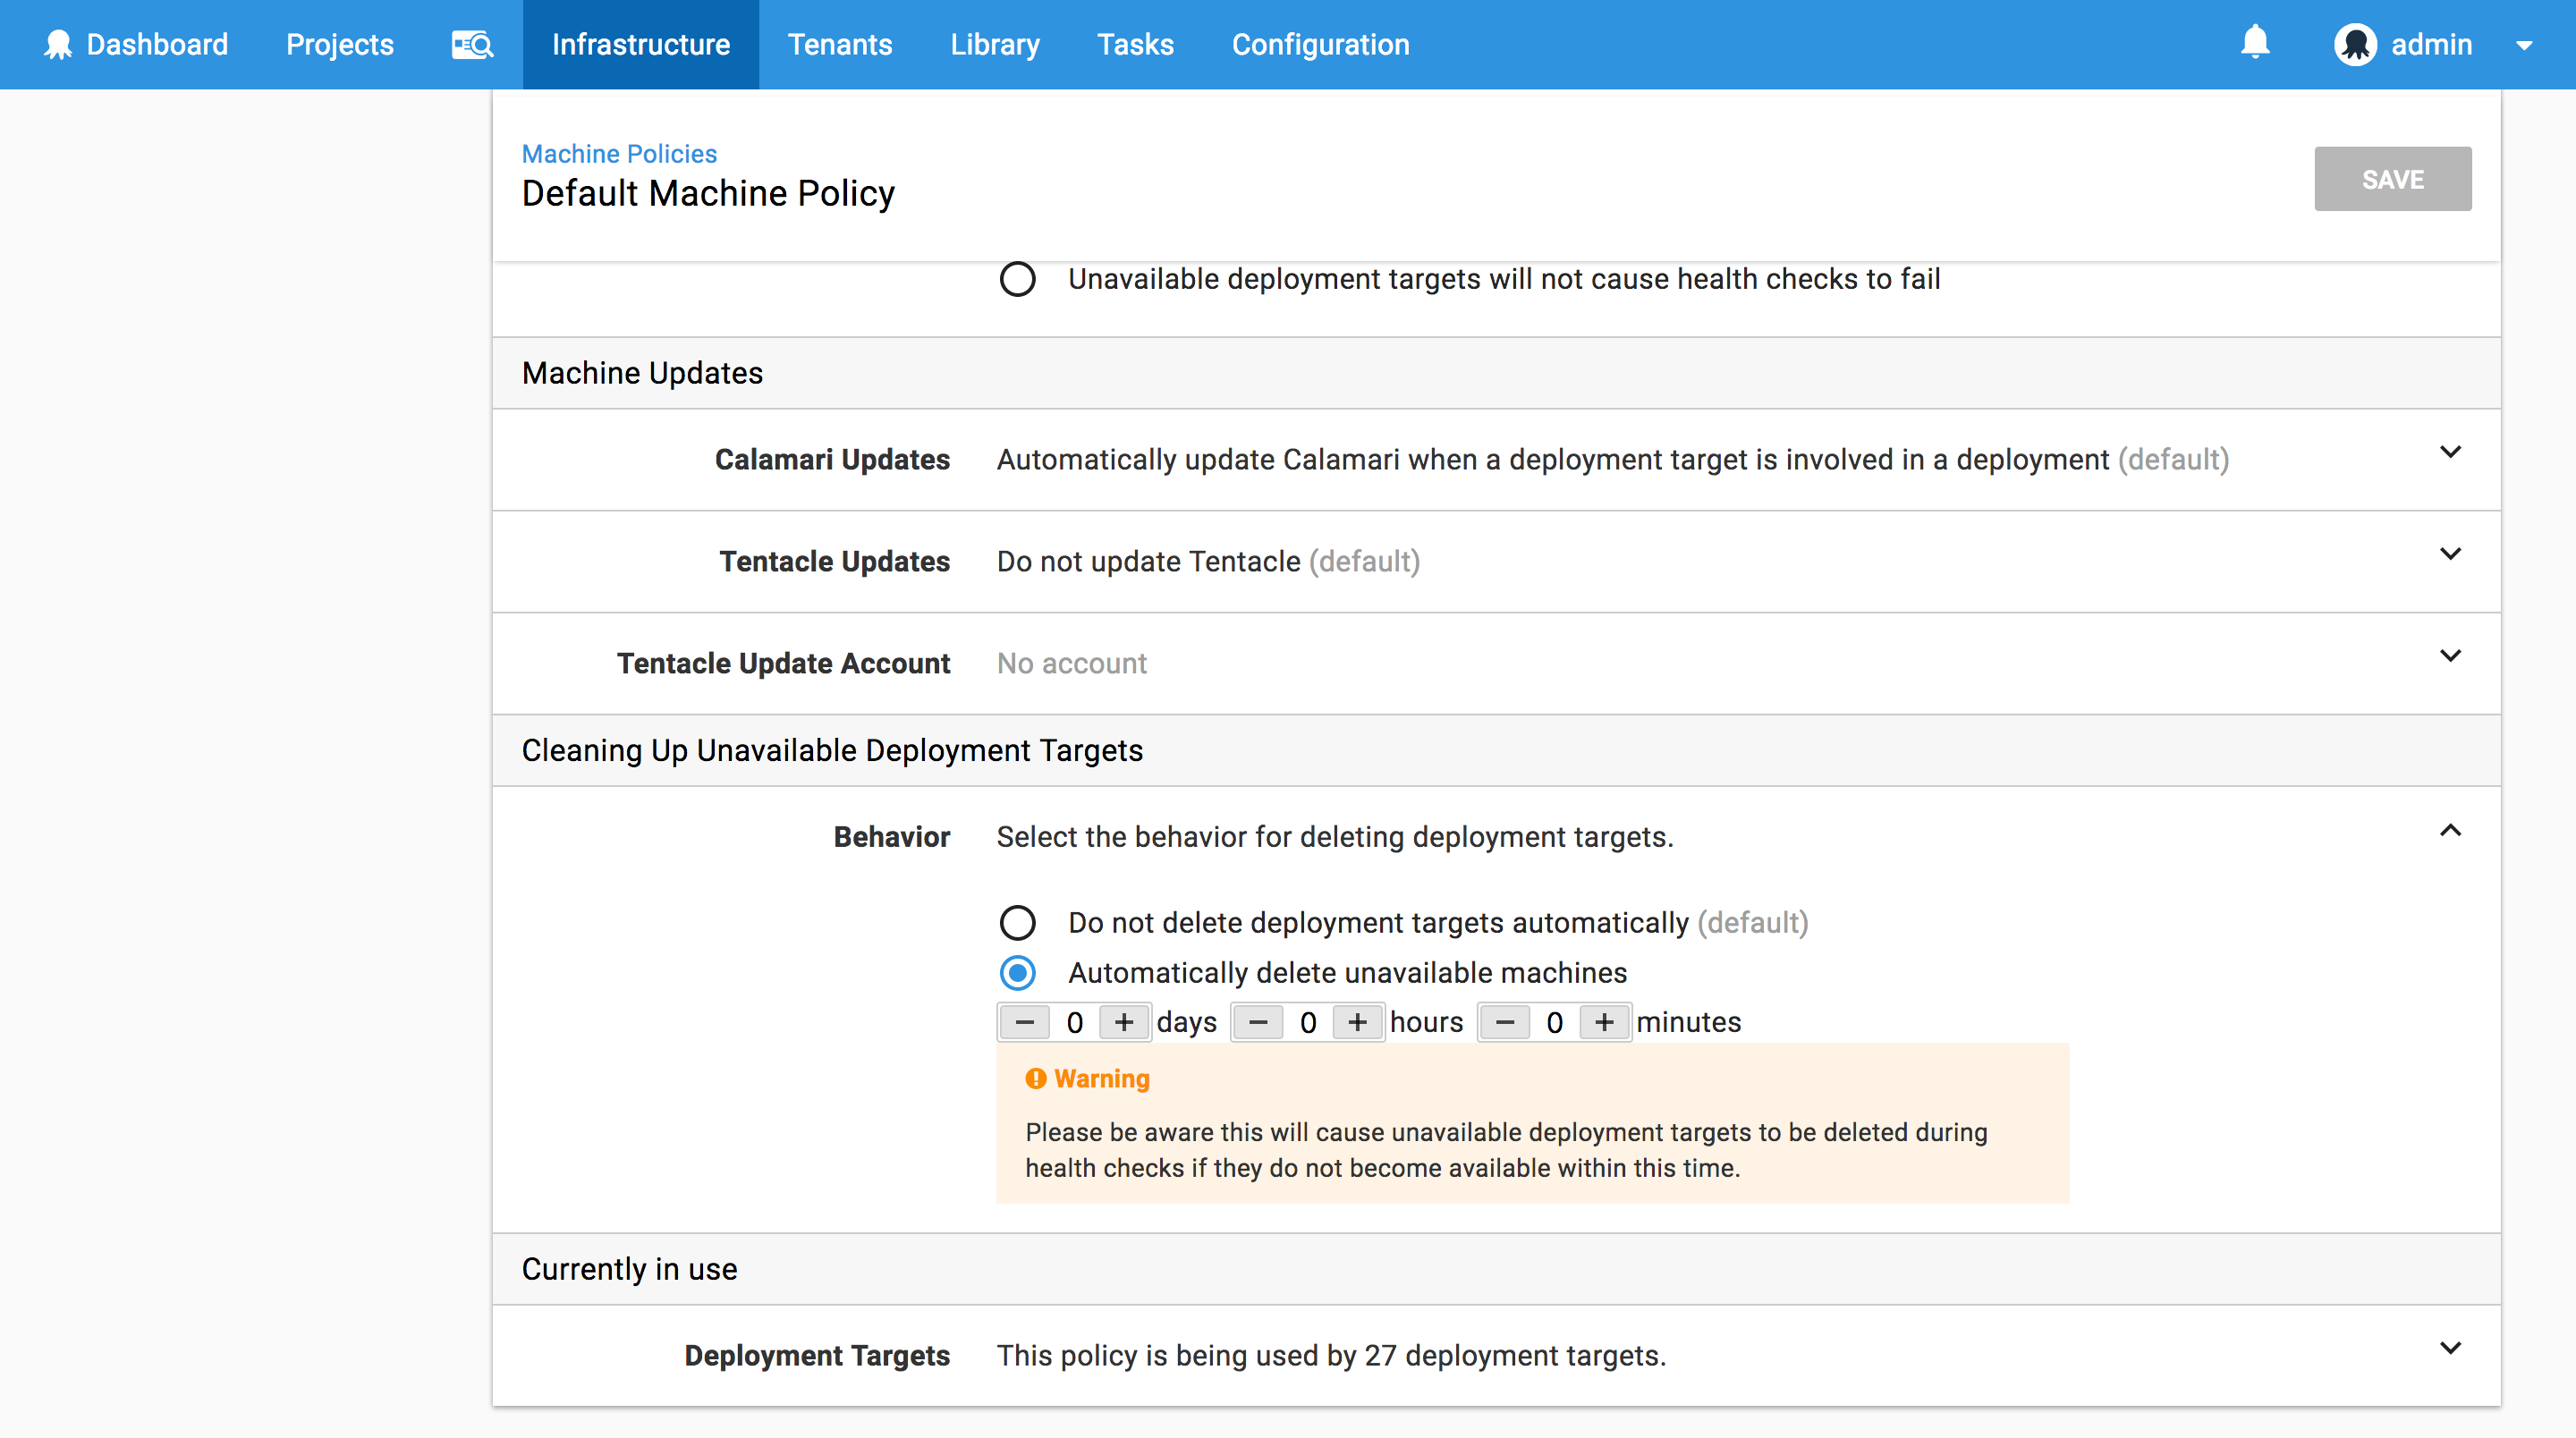 Dashboard Projects Infrastructure Tenants Library Tasks Configuration admin
Machine Policies
Default Machine Policy
SAVE
Unavailable deployment targets will not cause health checks to fail
Machine Updates
Calamari Updates Automatically update Calamari when a deployment target is involved in a deployment (default)
Tentacle Updates Do not update Tentacle (default)
Tentacle Update Account No account
Cleaning Up Unavailable Deployment Targets
Behavior Select the behavior for deleting deployment targets.
Do not delete deployment targets automatically (default)
Automatically delete unavailable machines
− 0 + days − 0 + hours − 0 + minutes
Warning
Please be aware this will cause unavailable deployment targets to be deleted during
health checks if they do not become available within this time.
Currently in use
Deployment Targets This policy is being used by 27 deployment targets.